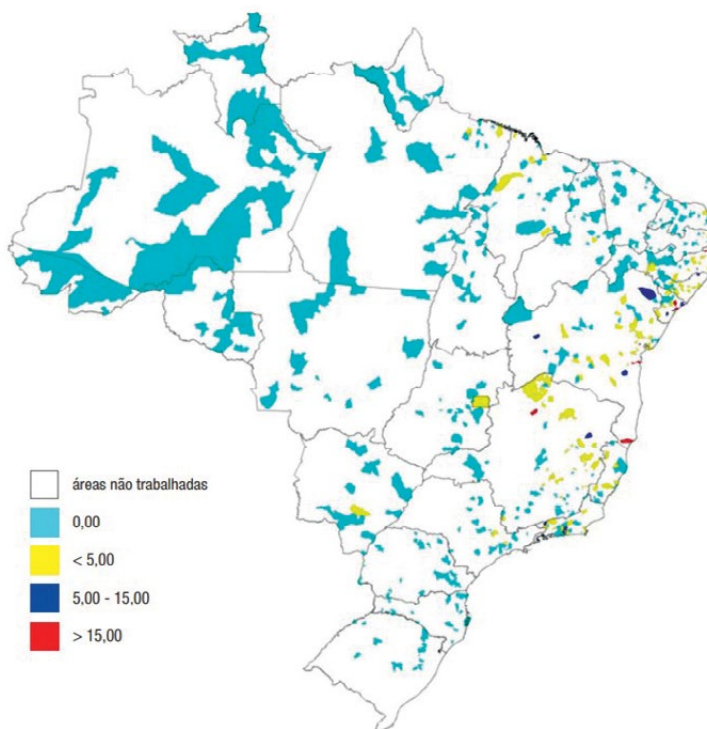 áreas não trabalhadas
0,00
< 5,00
5,00 - 15,00
> 15,00